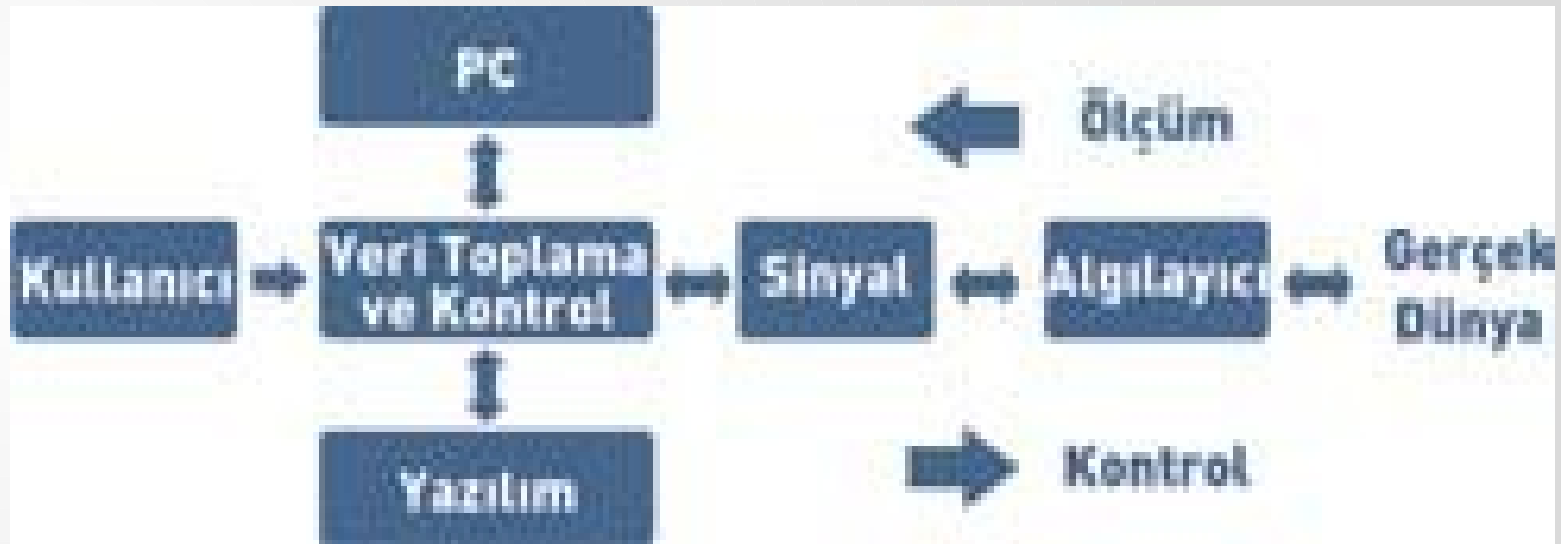 PC
Ölçüm
Kullanıcı
Veri Toplama
ve Kontrol
Sinyal
Algılayıcı
Gerçek
Dünya
Yazılım
Kontrol